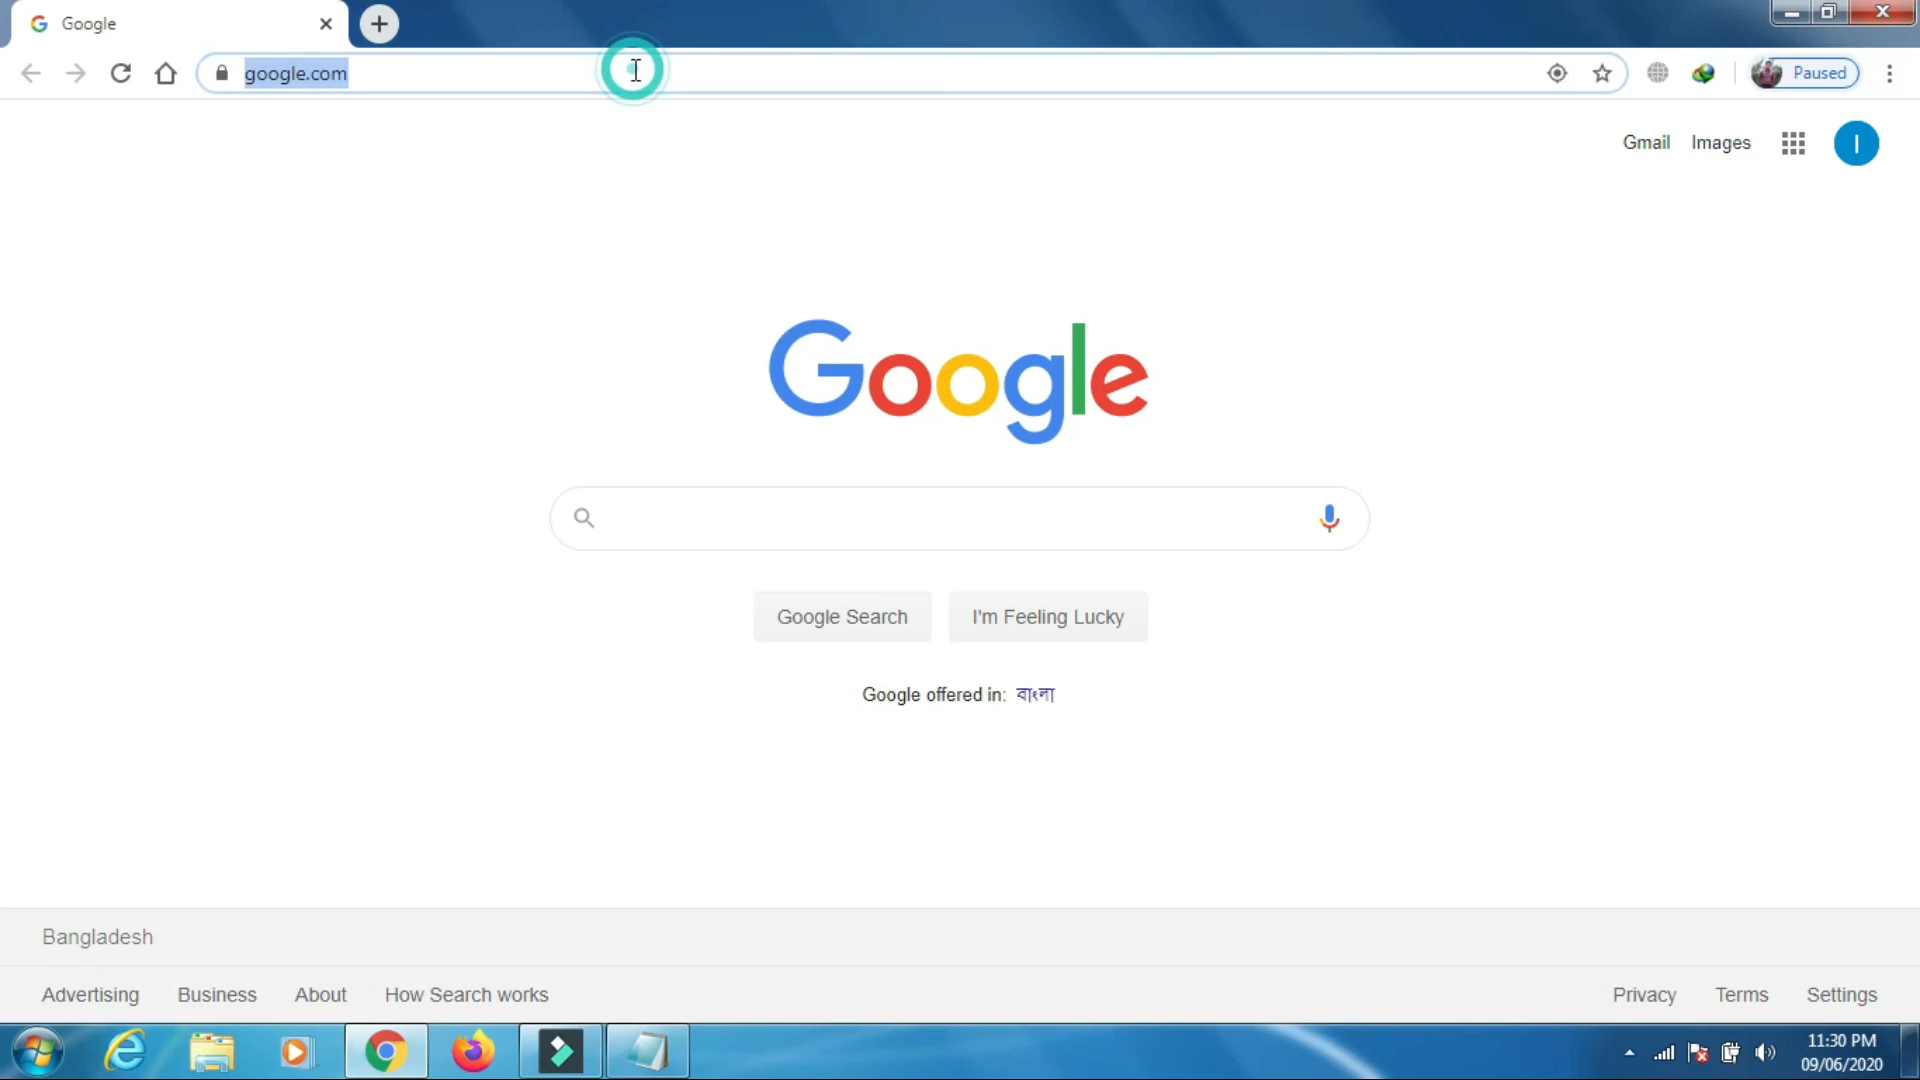 Google
google.com
Paused
Gmail Images
I
Google
Google Search I'm Feeling Lucky
Google offered in: বাংলা
Bangladesh
Advertising Business About How Search works Privacy Terms Settings
11:30 PM
09/06/2020